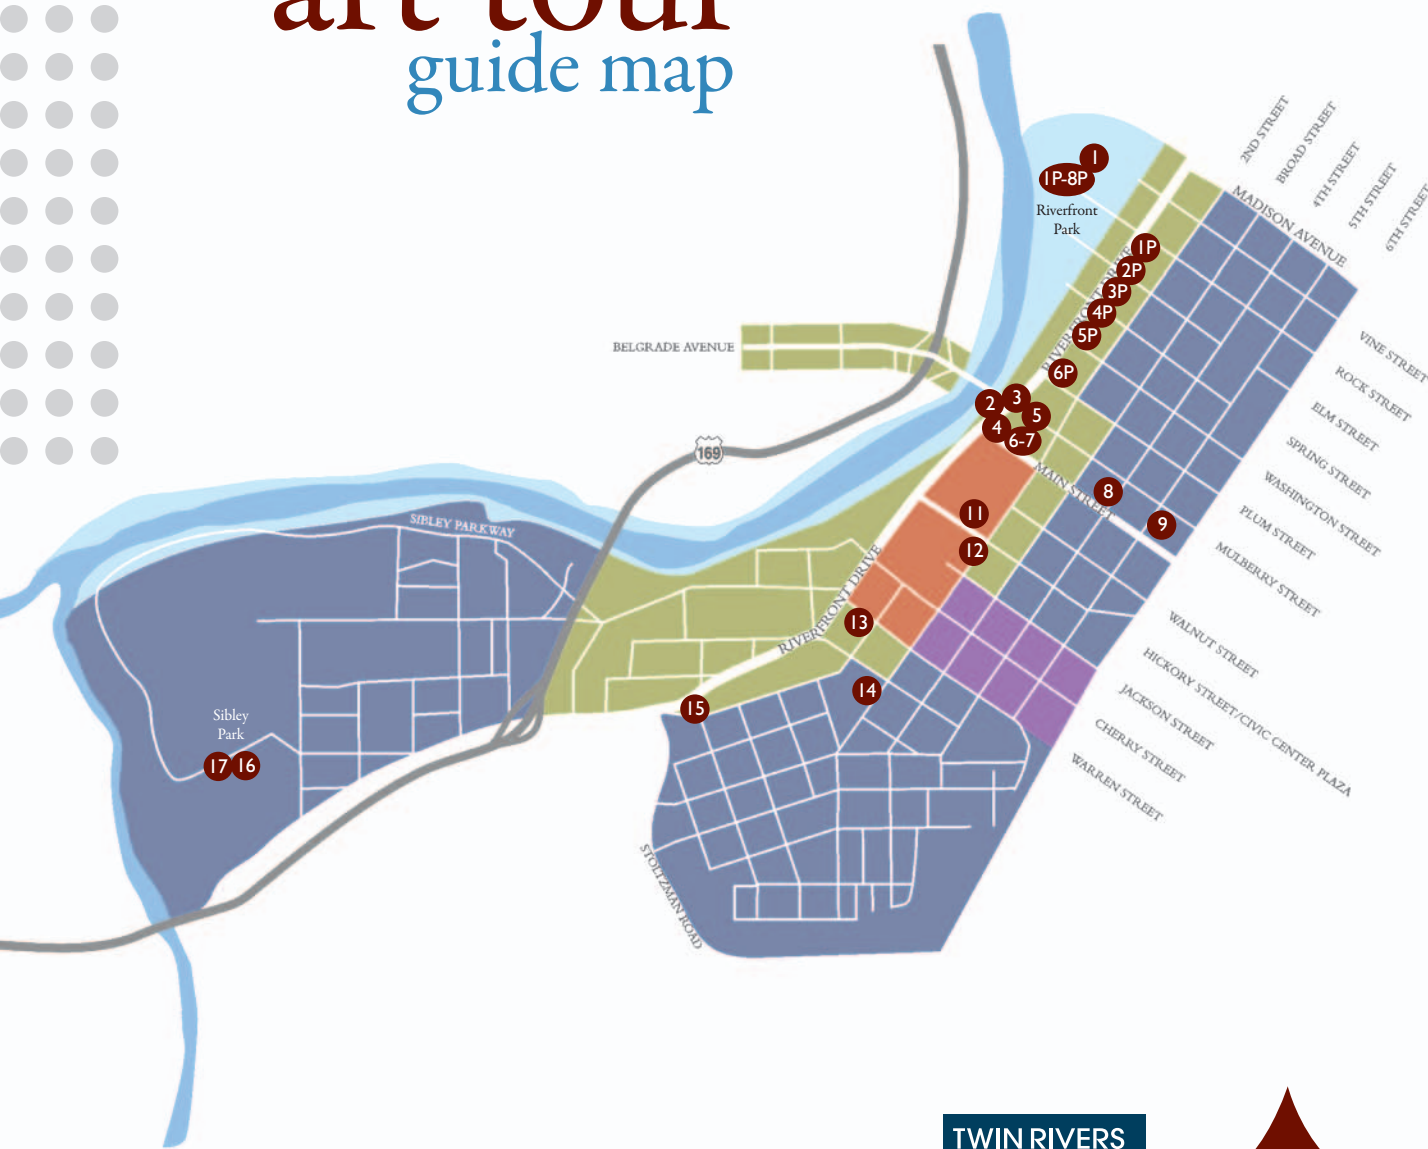 art tour
guide map
2ND STREET
BROAD STREET
4TH STREET
5TH STREET
6TH STREET
MADISON AVENUE
1
1P-8P
Riverfront
Park
1P
2P
3P
4P
5P
6P
RIVERFRONT DRIVE
BELGRADE AVENUE
VINE STREET
ROCK STREET
ELM STREET
SPRING STREET
WASHINGTON STREET
PLUM STREET
MULBERRY STREET
2
3
4
5
6-7
169
MAIN STREET
8
9
11
12
SIBLEY PARKWAY
RIVERFRONT DRIVE
13
14
15
WALNUT STREET
HICKORY STREET/CIVIC CENTER PLAZA
JACKSON STREET
CHERRY STREET
WARREN STREET
Sibley
Park
17
16
STOLTZMAN ROAD
TWIN RIVERS